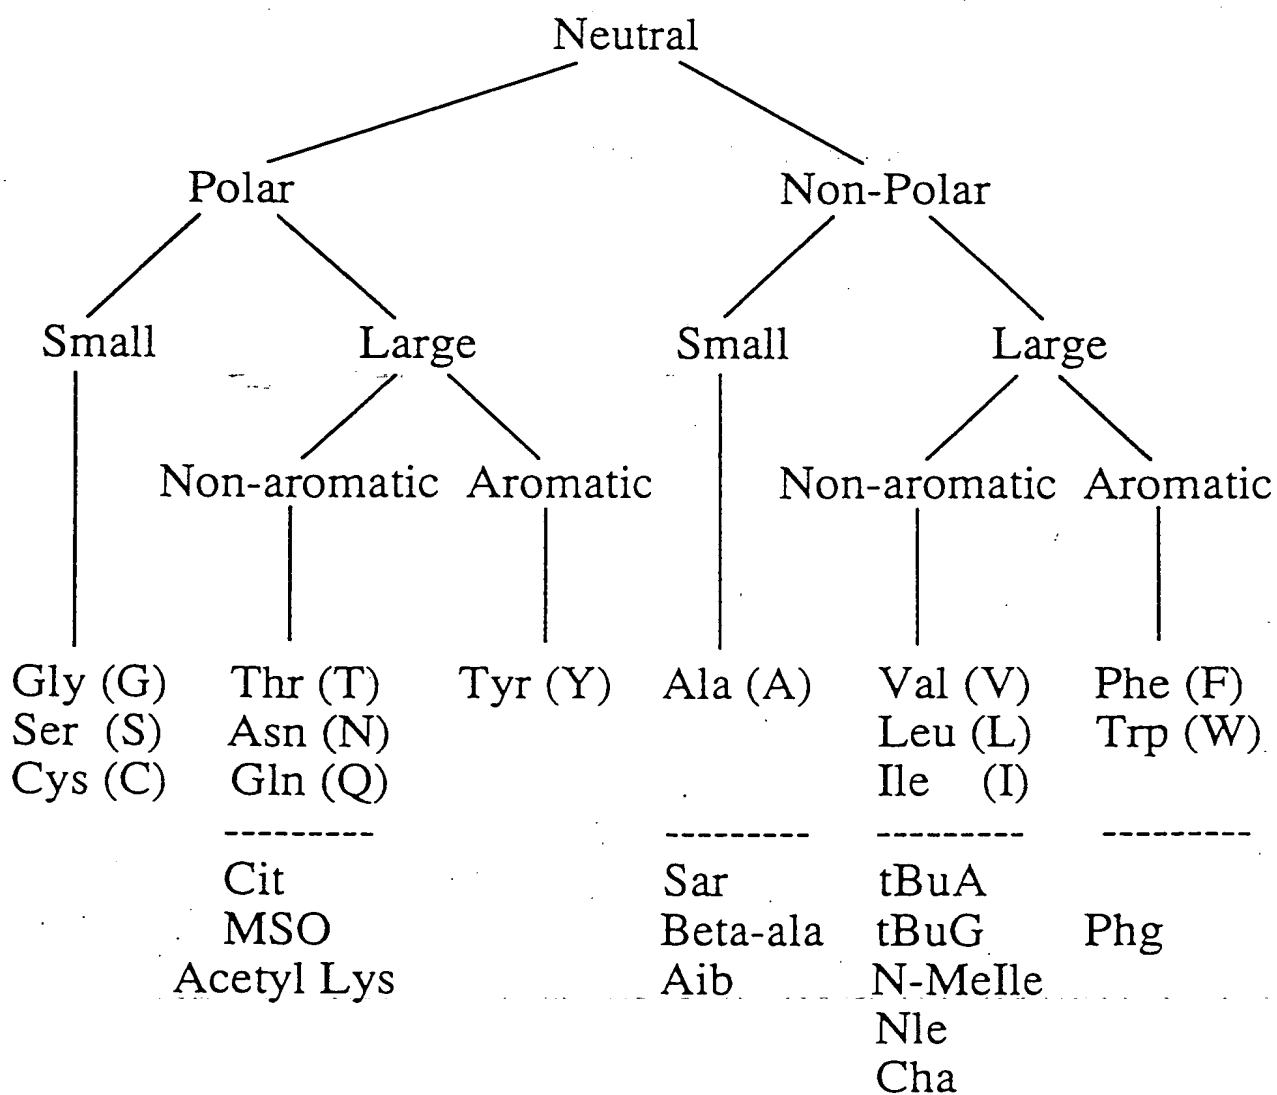 Neutral
Polar Non-Polar
Small Large Small Large
Non-aromatic Aromatic Non-aromatic Aromatic
Gly (G) Thr (T) Tyr (Y) Ala (A) Val (V) Phe (F)
Ser (S) Asn (N) Leu (L) Trp (W)
Cys (C) Gln (Q) Ile (I)
--------- --------- --------- ---------
Cit Sar tBuA
MSO Beta-ala tBuG Phg
Acetyl Lys Aib N-MeIle
Nle
Cha